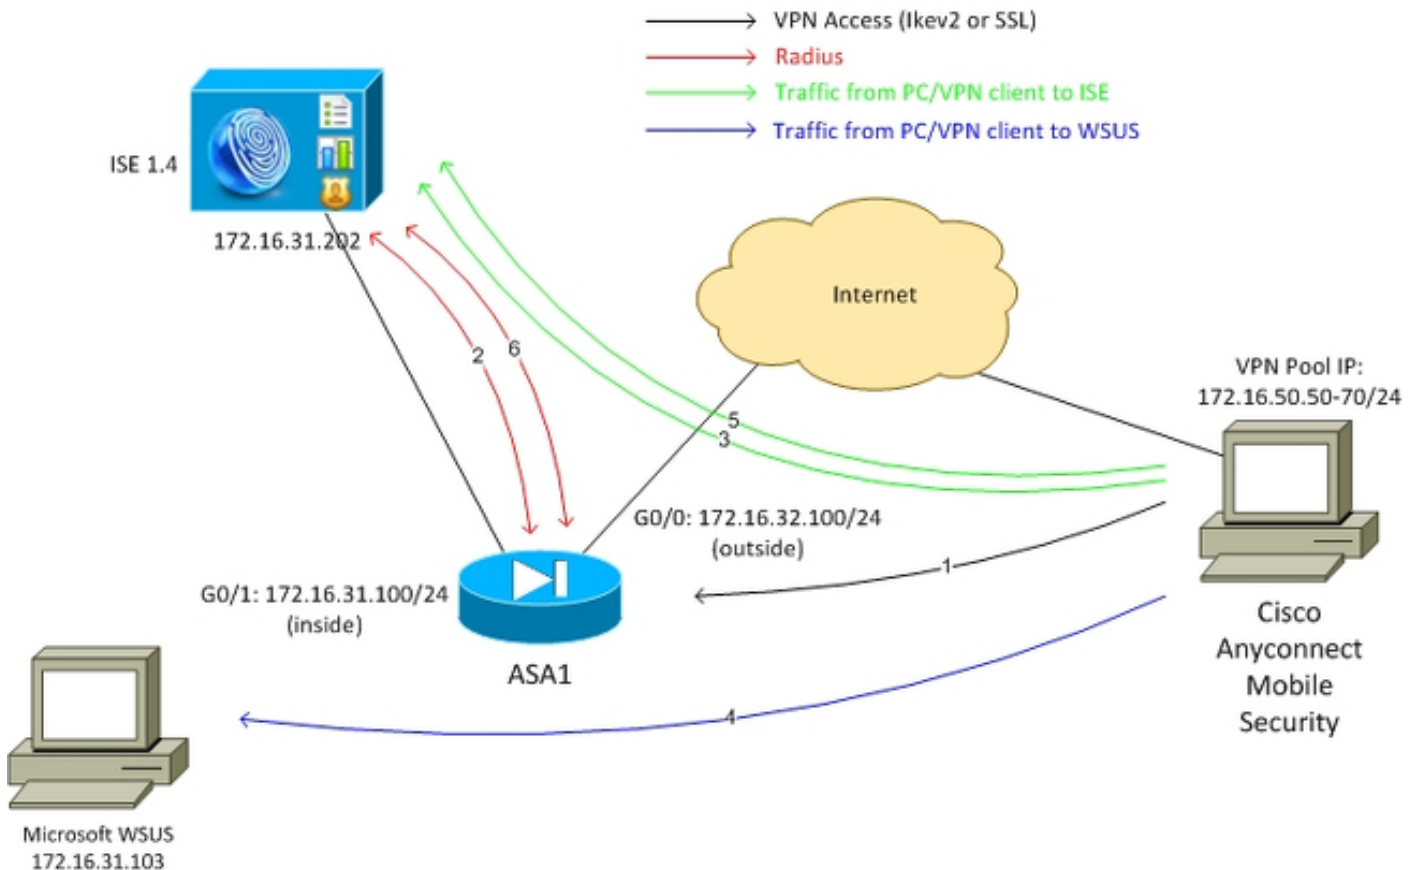 VPN Access (Ikev2 or SSL)
Radius
Traffic from PC/VPN client to ISE
Traffic from PC/VPN client to WSUS
ISE 1.4
172.16.31.202
Internet
2
6
5
3
VPN Pool IP:
172.16.50.50-70/24
G0/0: 172.16.32.100/24
(outside)
1
G0/1: 172.16.31.100/24
(inside)
ASA1
Cisco
Anyconnect
Mobile
Security
4
Microsoft WSUS
172.16.31.103